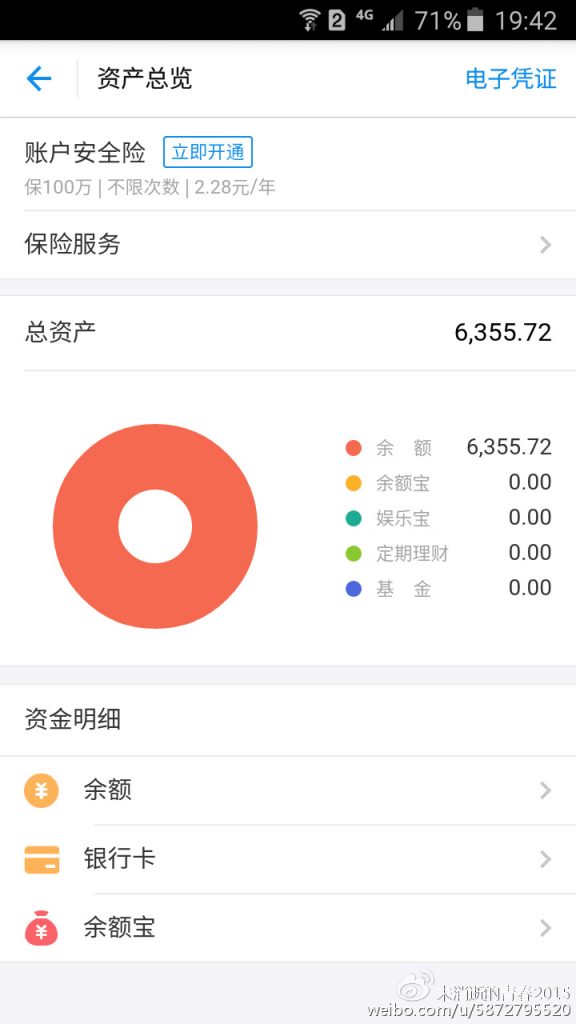 2 4G 71% 19:42
资产总览 电子凭证
账户安全险 立即开通
保100万 | 不限次数 | 2.28元/年
保险服务
总资产 6,355.72
余 额 6,355.72
余额宝 0.00
娱乐宝 0.00
定期理财 0.00
基 金 0.00
资金明细
¥ 余额
银行卡
¥ 余额宝
未消逝的青春2015
weibo.com/u/5872795520